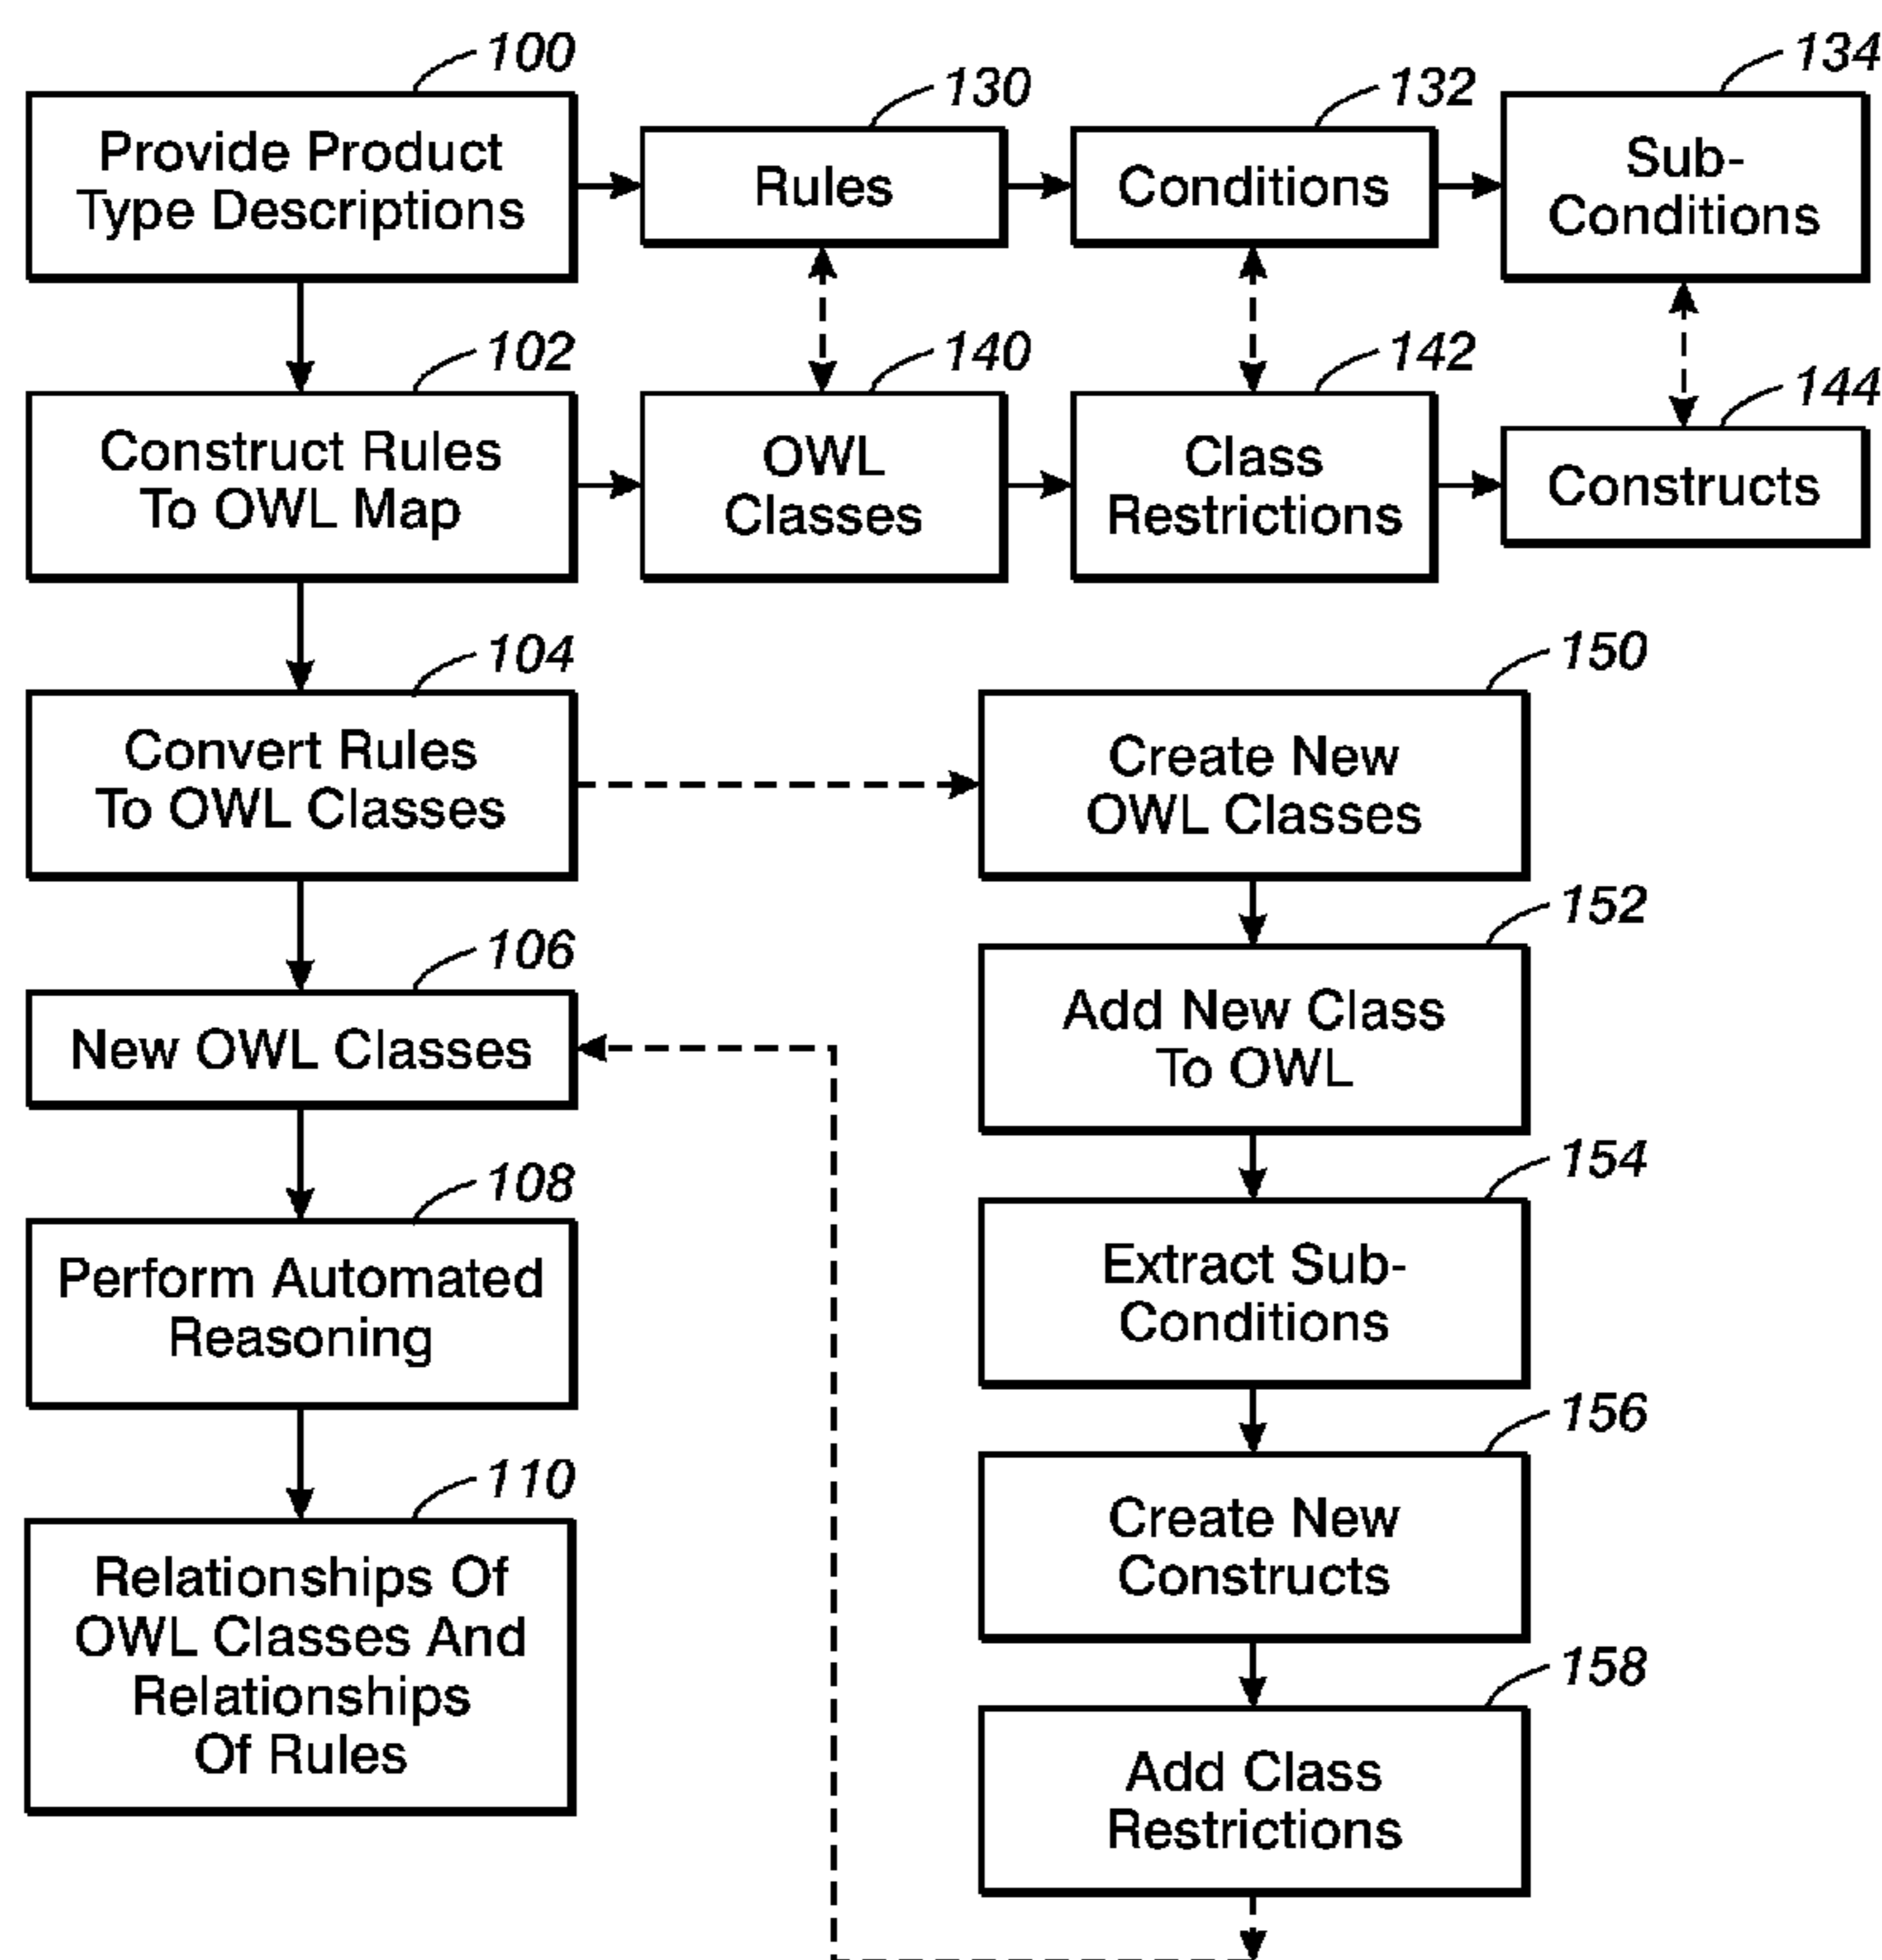 100
Provide Product
Type Descriptions
130
Rules
132
Conditions
134
Sub-
Conditions
102
Construct Rules
To OWL Map
140
OWL
Classes
142
Class
Restrictions
144
Constructs
104
Convert Rules
To OWL Classes
150
Create New
OWL Classes
106
New OWL Classes
152
Add New Class
To OWL
108
Perform Automated
Reasoning
154
Extract Sub-
Conditions
110
Relationships Of
OWL Classes And
Relationships
Of Rules
156
Create New
Constructs
158
Add Class
Restrictions